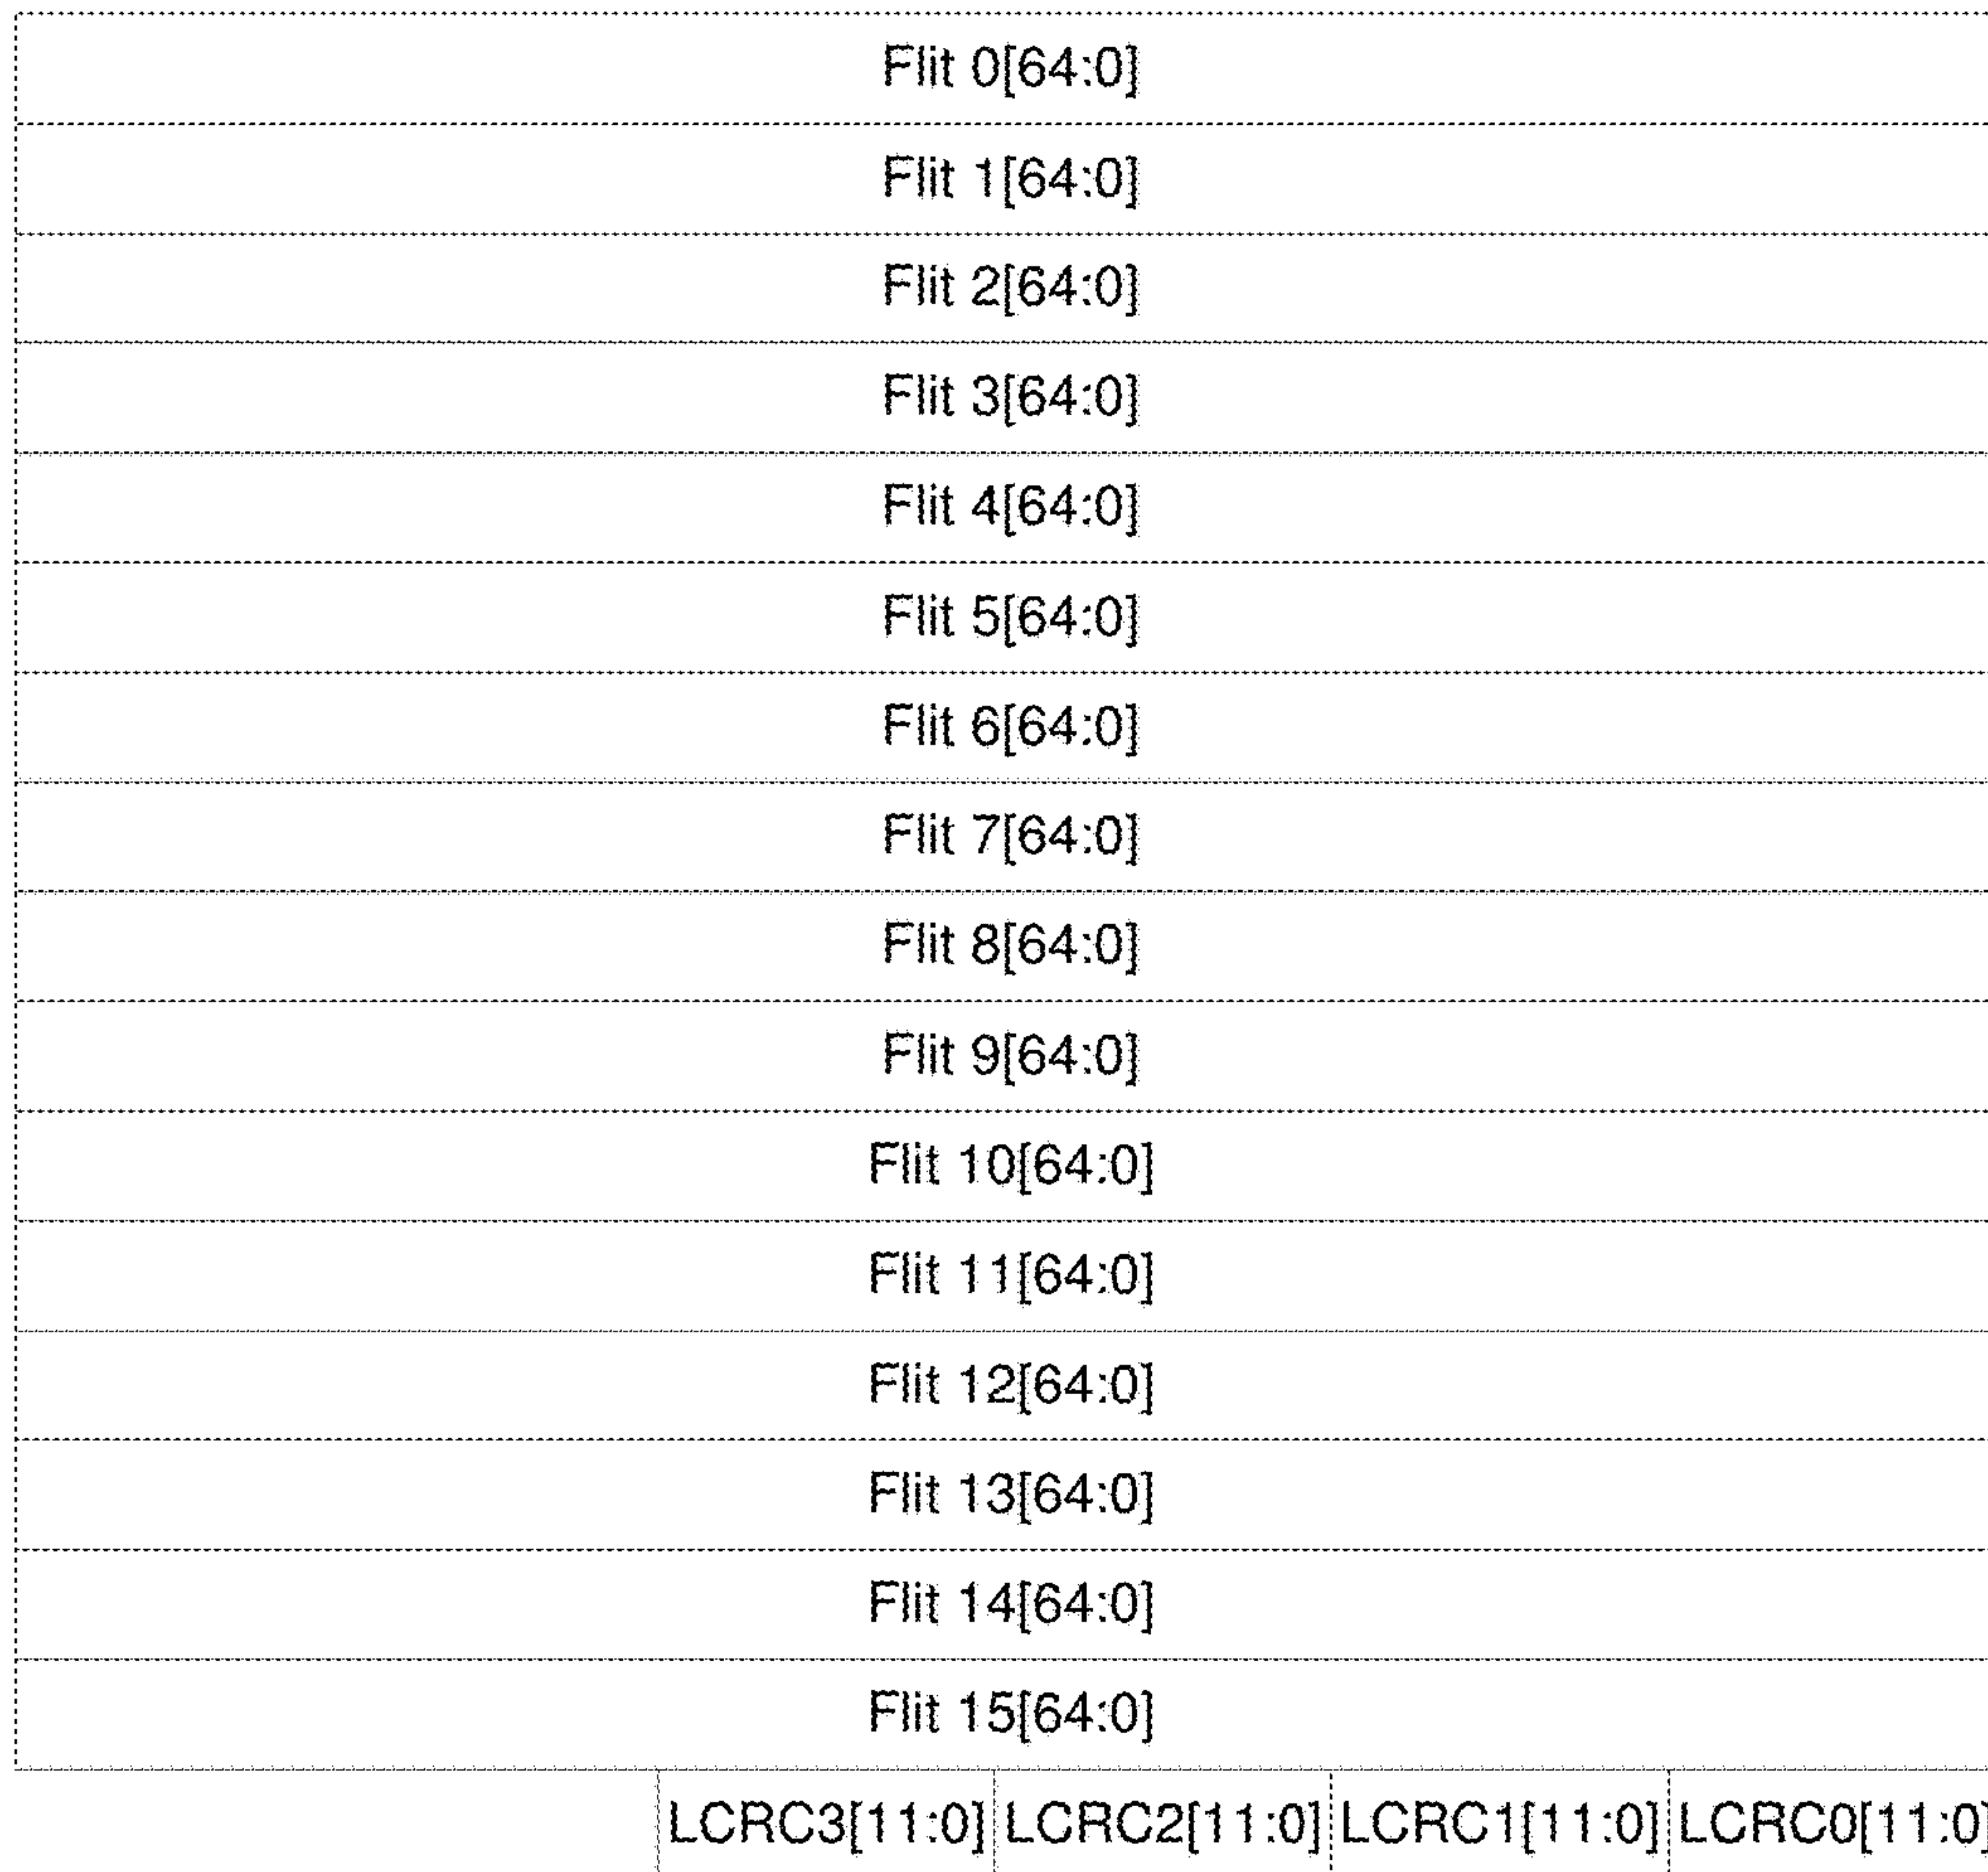 Flit 0[64:0]
Flit 1[64:0]
Flit 2[64:0]
Flit 3[64:0]
Flit 4[64:0]
Flit 5[64:0]
Flit 6[64:0]
Flit 7[64:0]
Flit 8[64:0]
Flit 9[64:0]
Flit 10[64:0]
Flit 11[64:0]
Flit 12[64:0]
Flit 13[64:0]
Flit 14[64:0]
Flit 15[64:0]
LCRC3[11:0] LCRC2[11:0] LCRC1[11:0] LCRC0[11:0]